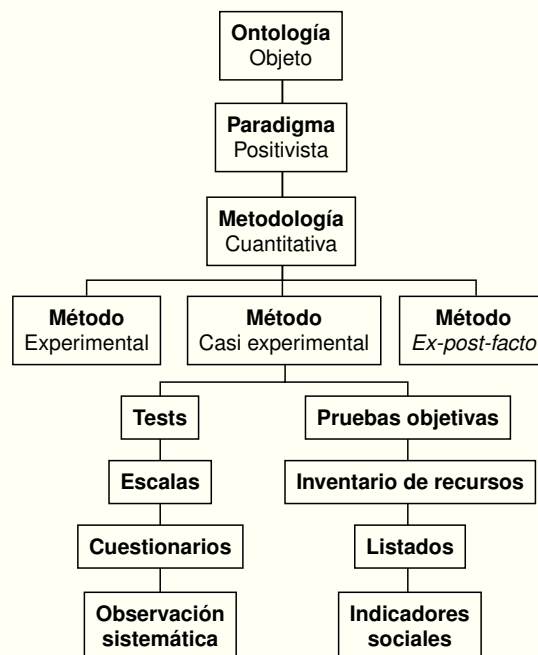 Ontología
Objeto
Paradigma
Positivista
Metodología
Cuantitativa
Método
Experimental
Método
Casi experimental
Método
Ex-post-facto
Tests
Pruebas objetivas
Escalas
Inventario de recursos
Cuestionarios
Listados
Observación
sistemática
Indicadores
sociales